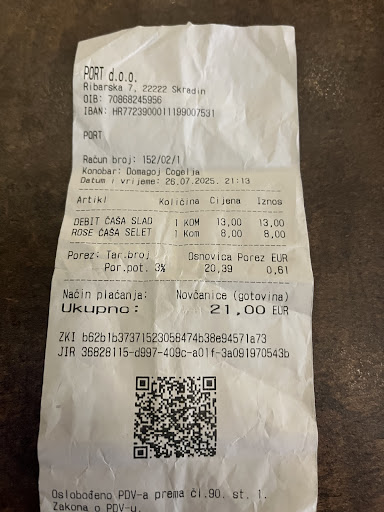 PORT d.o.o.
Ribarska 7, 22222 Skradin
OIB: 70868245956
IBAN: HR7723900011199007531
PORT
Račun broj: 152/02/1
Konobar: Domagoj Cogelja
Datum i vrijeme: 26.07.2025. 21:13
Artikl Količina Cijena Iznos
DEBIT ČAŠA SLAD 1 KOM 13,00 13,00
ROSE ČAŠA SELET 1 Kom 8,00 8,00
Porez: Tar.broj Osnovica Porez EUR
Por.pot. 3% 20,39 0,61
Način plaćanja: Novčanice (gotovina)
Ukupno: 21,00 EUR
ZKI b62b1b37371523056474b38e94571a73
JIR 36828115-d997-409c-a01f-3a091970543b
Oslobođeno PDV-a prema čl.90. st. 1.
Zakona o PDV-u.